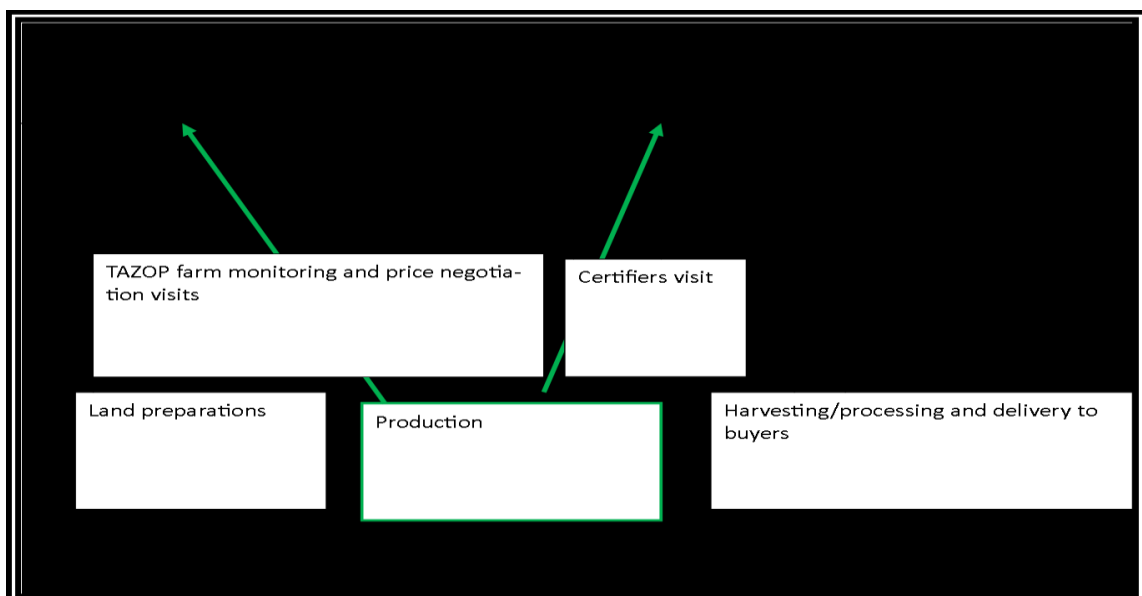 TAZOP farm monitoring and price negotia-
tion visits
Certifiers visit
Land preparations
Production
Harvesting/processing and delivery to
buyers